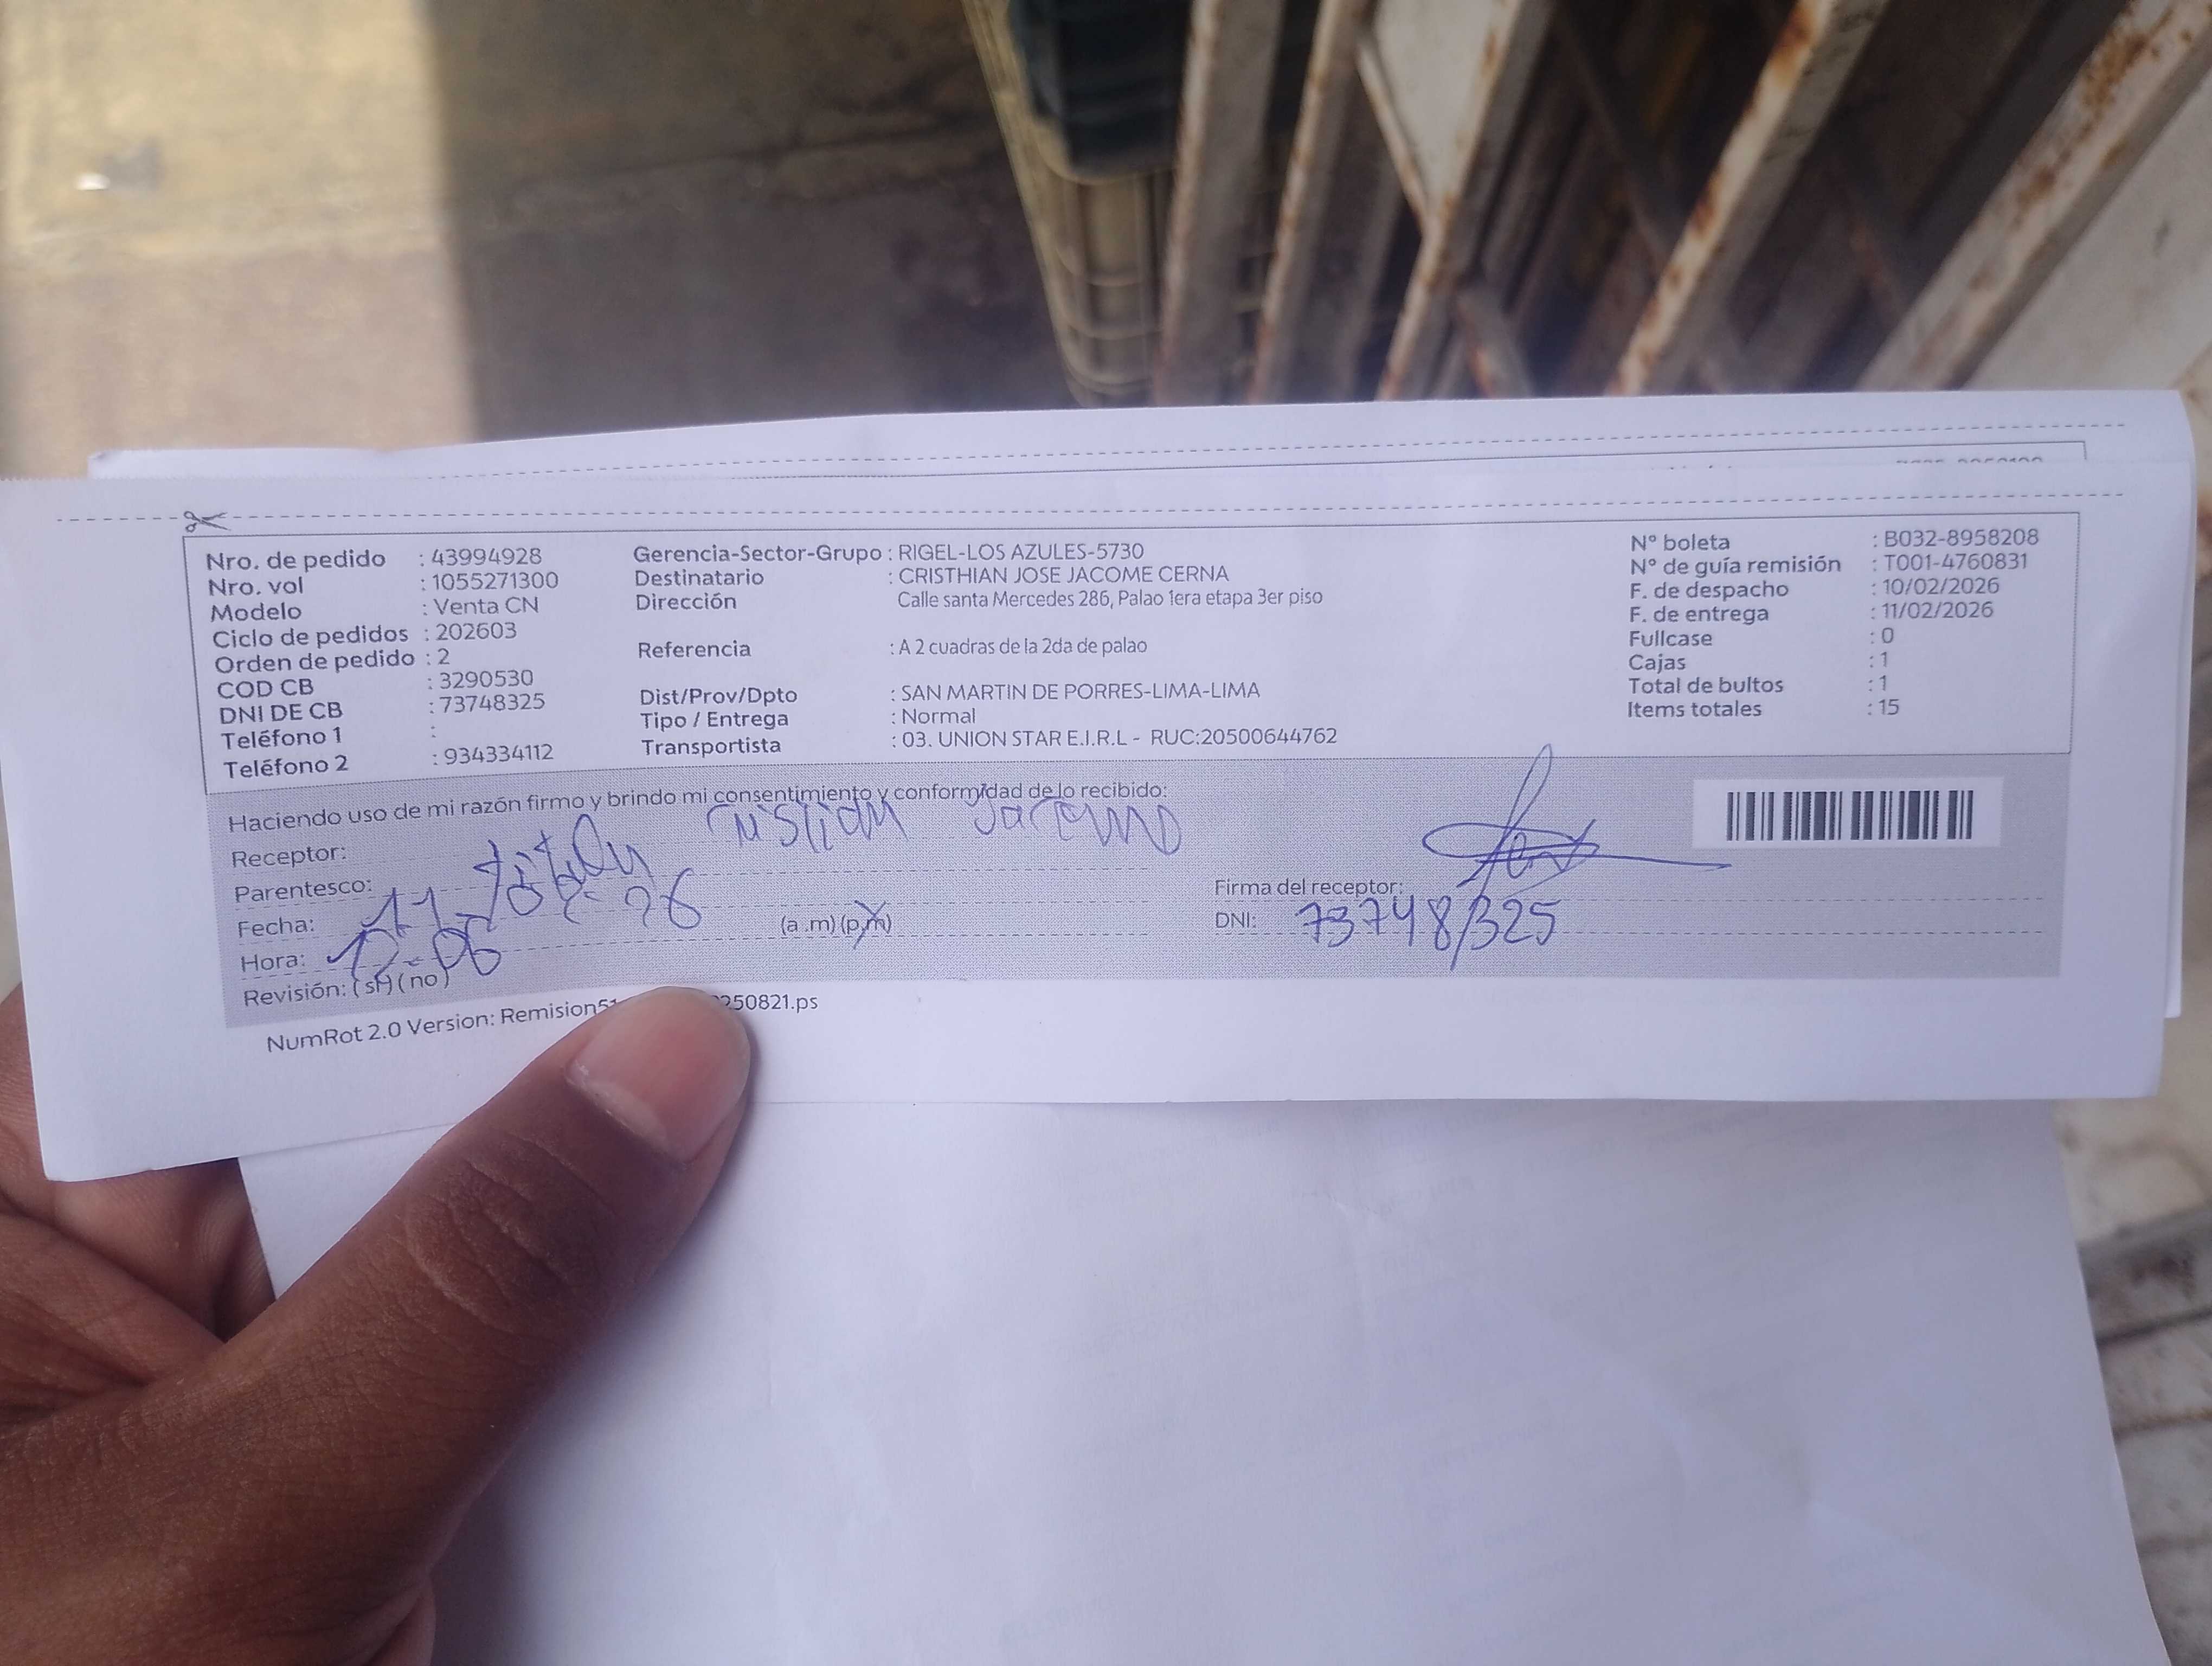 Nro. de pedido : 43994928
Nro. vol : 1055271300
Modelo : Venta CN
Ciclo de pedidos : 202603
Orden de pedido : 2
COD CB : 3290530
DNI DE CB : 73748325
Teléfono 1 :
Teléfono 2 : 934334112
Gerencia-Sector-Grupo : RIGEL-LOS AZULES-5730
Destinatario : CRISTHIAN JOSE JACOME CERNA
Dirección Calle santa Mercedes 286, Palao 1era etapa 3er piso
Referencia : A 2 cuadras de la 2da de palao
Dist/Prov/Dpto : SAN MARTIN DE PORRES-LIMA-LIMA
Tipo / Entrega : Normal
Transportista : 03. UNION STAR E.I.R.L - RUC:20500644762
N° boleta : B032-8958208
N° de guía remisión : T001-4760831
F. de despacho : 10/02/2026
F. de entrega : 11/02/2026
Fullcase : 0
Cajas : 1
Total de bultos : 1
Items totales : 15
Haciendo uso de mi razón firmo y brindo mi consentimiento y conformidad de lo recibido:
Receptor:
Parentesco:
Fecha: 11-
Hora: (a.m) (p.m)
Revisión: (si) (no)
Firma del receptor:
DNI: 73748325
NumRot 2.0 Version: Remision51 250821.ps